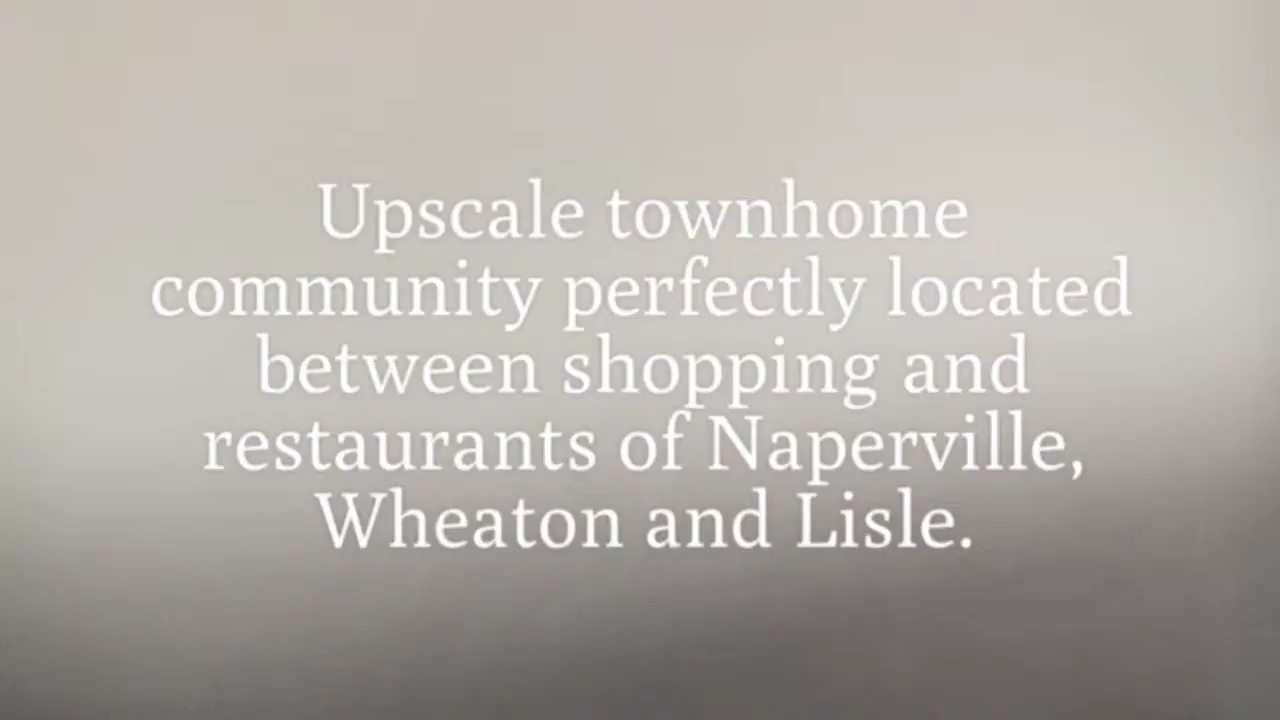 Upscale townhome
community perfectly located
between shopping and
restaurants of Naperville,
Wheaton and Lisle.